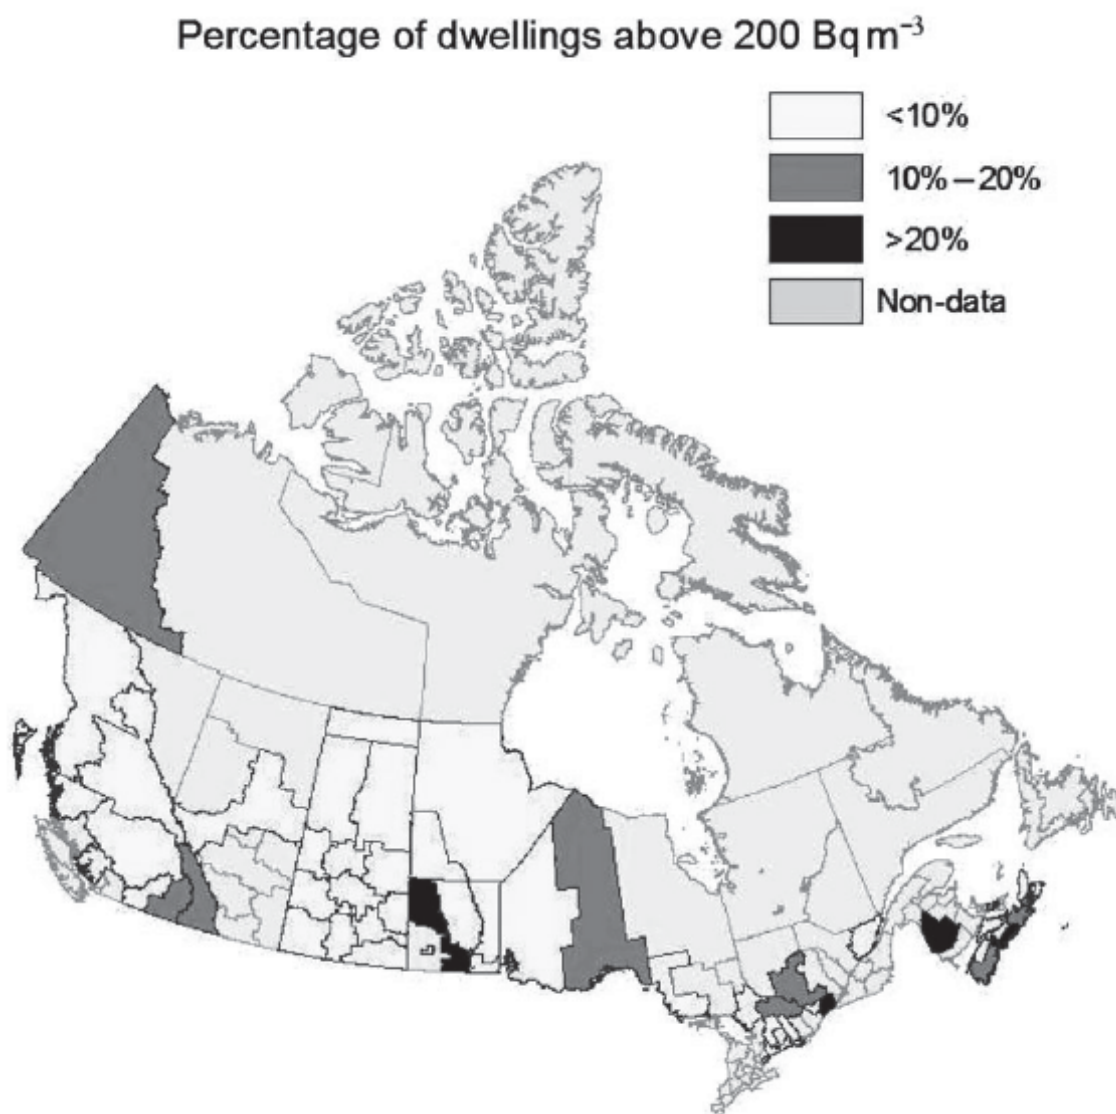 Percentage of dwellings above 200 Bq m⁻³
<10%
10%–20%
>20%
Non-data